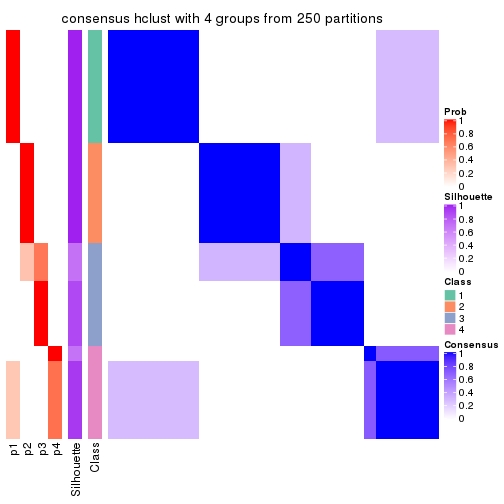 consensus hclust with 4 groups from 250 partitions
Prob
1
0.8
0.6
0.4
0.2
0
Silhouette
1
0.8
0.6
0.4
0.2
0
Class
1
2
3
4
Consensus
1
0.8
0.6
0.4
0.2
0
p1
p2
p3
p4
Silhouette
Class